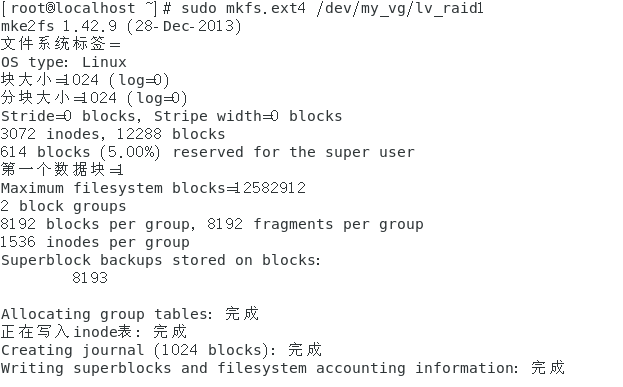 [root@localhost ~]# sudo mkfs.ext4 /dev/my_vg/lv_raid1
mke2fs 1.42.9 (28-Dec-2013)
文件系统标签=
OS type: Linux
块大小=1024 (log=0)
分块大小=1024 (log=0)
Stride=0 blocks, Stripe width=0 blocks
3072 inodes, 12288 blocks
614 blocks (5.00%) reserved for the super user
第一个数据块=1
Maximum filesystem blocks=12582912
2 block groups
8192 blocks per group, 8192 fragments per group
1536 inodes per group
Superblock backups stored on blocks:
8193
Allocating group tables: 完成
正在写入inode表: 完成
Creating journal (1024 blocks): 完成
Writing superblocks and filesystem accounting information: 完成